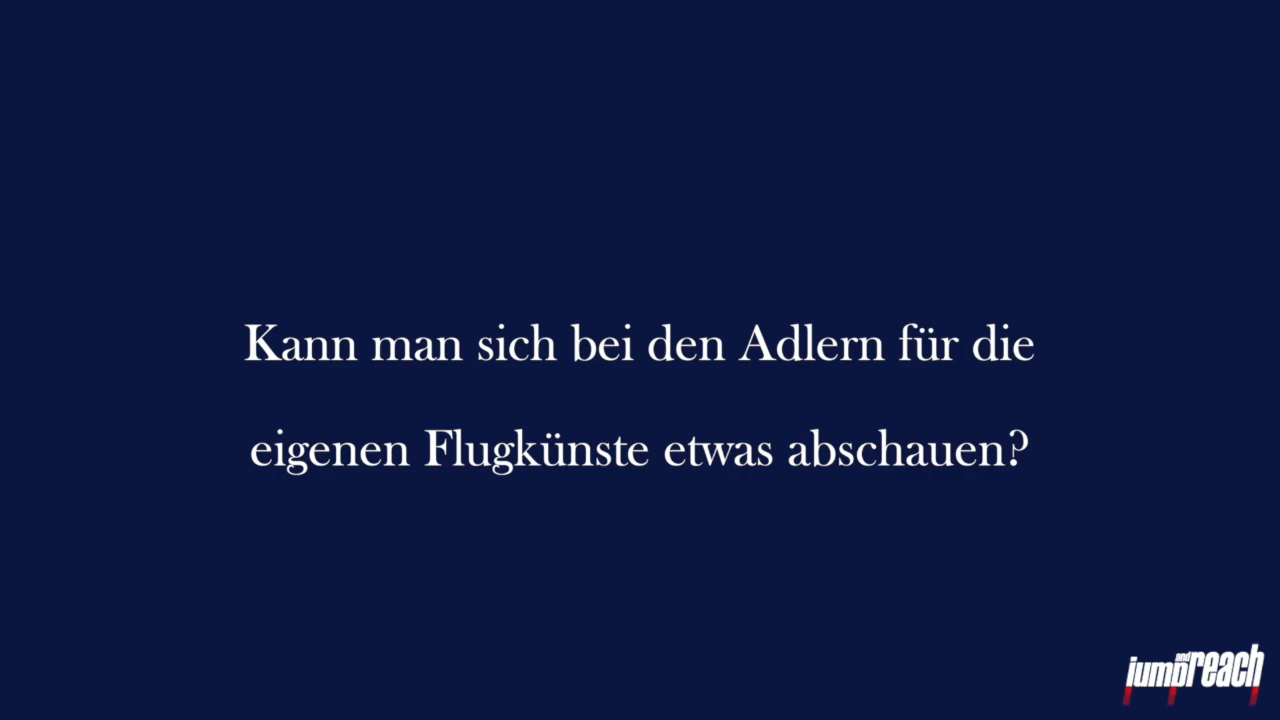 Kann man sich bei den Adlern für die
eigenen Flugkünste etwas abschauen?
jump and reach